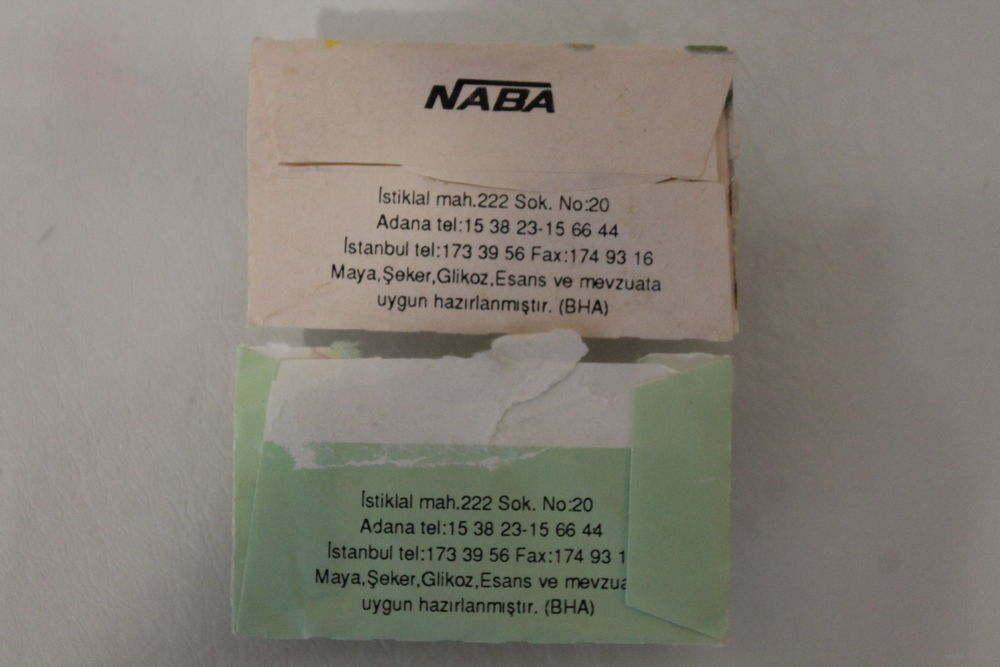 NABA
İstiklal mah.222 Sok. No:20
Adana tel:15 38 23-15 66 44
İstanbul tel:173 39 56 Fax:174 93 16
Maya,Şeker,Glikoz,Esans ve mevzuata
uygun hazırlanmıştır. (BHA)
İstiklal mah.222 Sok. No:20
Adana tel:15 38 23-15 66 44
İstanbul tel:173 39 56 Fax:174 93 1
Maya,Şeker,Glikoz,Esans ve mevzua
uygun hazırlanmıştır. (BHA)